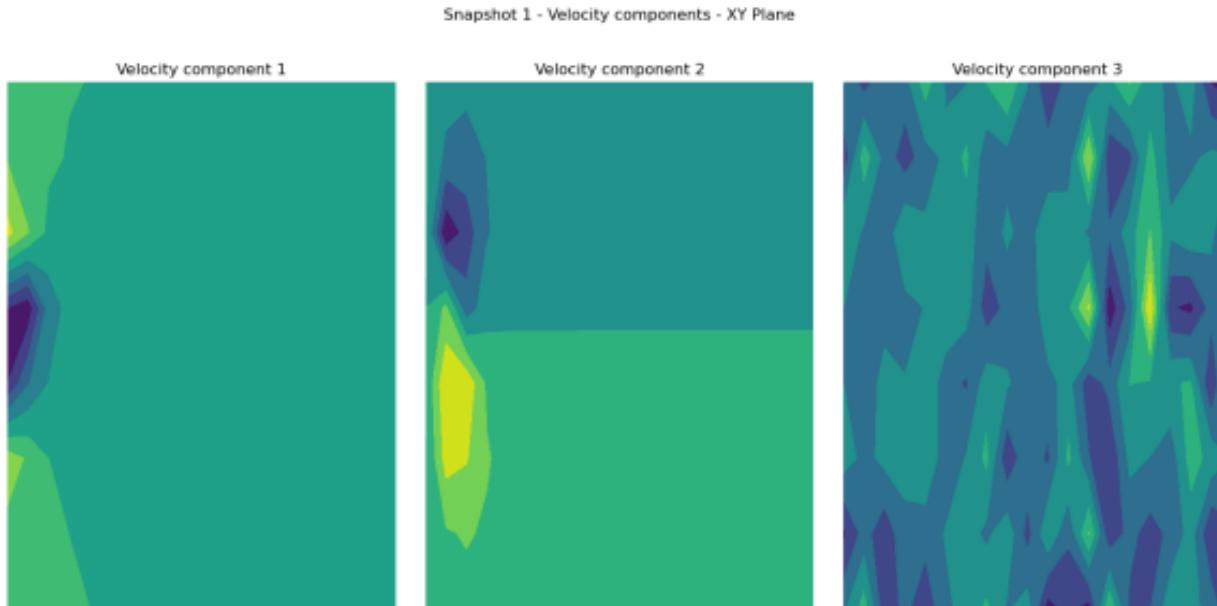 Snapshot 1 - Velocity components - XY Plane
Velocity component 1
Velocity component 2
Velocity component 3